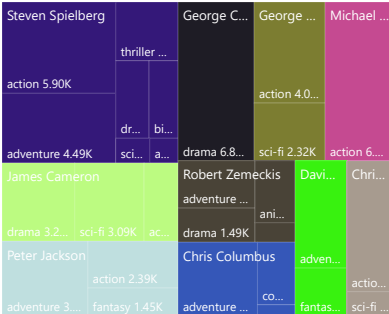 Steven Spielberg
action 5.90K
adventure 4.49K
thriller ...
dr...
bi...
sci...
a...
George C...
drama 6.8...
George ...
action 4.0...
sci-fi 2.32K
Michael ...
action 6....
James Cameron
drama 3.2...
sci-fi 3.09K
ac...
Peter Jackson
adventure 3....
action 2.39K
fantasy 1.45K
Robert Zemeckis
adventure ...
drama 1.49K
ani...
Chris Columbus
adventure ...
co...
Davi...
adven...
fantas...
Chri...
actio...
sci-fi ...